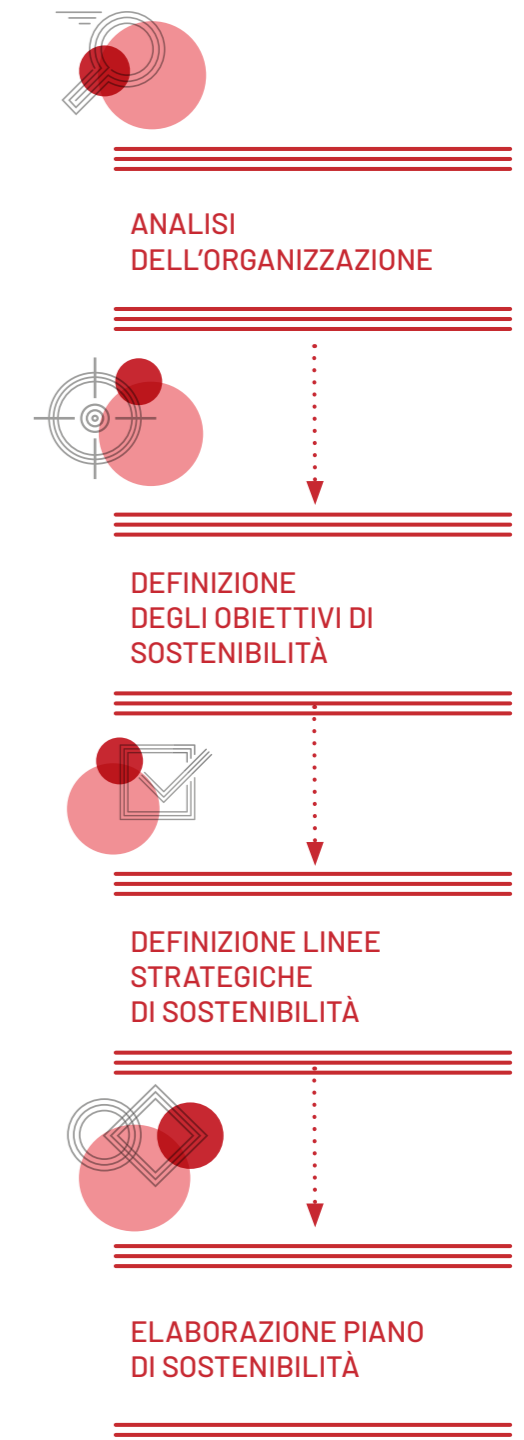 ANALISI
DELL’ORGANIZZAZIONE
DEFINIZIONE
DEGLI OBIETTIVI DI
SOSTENIBILITÀ
DEFINIZIONE LINEE
STRATEGICHE
DI SOSTENIBILITÀ
ELABORAZIONE PIANO
DI SOSTENIBILITÀ